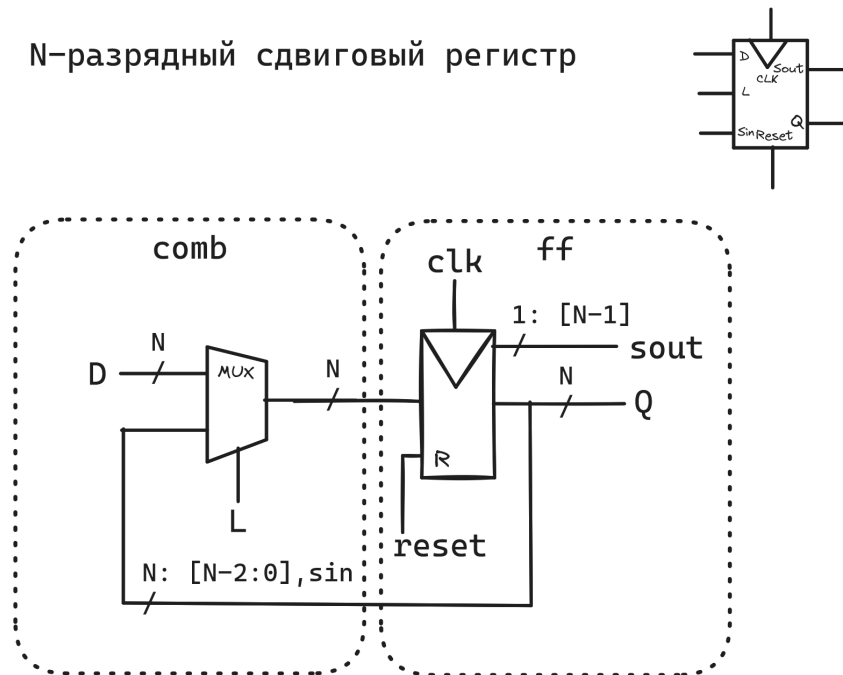 N-разрядный сдвиговый регистр
D
Sout
CLK
L
Q
Sin
Reset
comb
ff
clk
1: [N-1]
sout
N
D
MUX
N
N
Q
R
L
reset
N: [N-2:0],sin